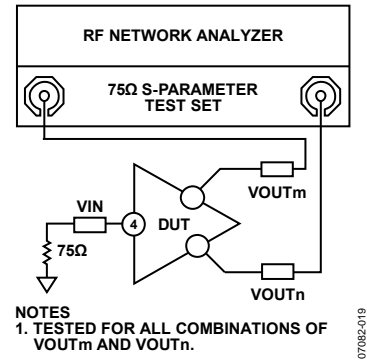 RF NETWORK ANALYZER
75Ω S-PARAMETER
TEST SET
VOUTm
VIN
4
DUT
75Ω
VOUTn
NOTES
1. TESTED FOR ALL COMBINATIONS OF
VOUTm AND VOUTn.
07082-019